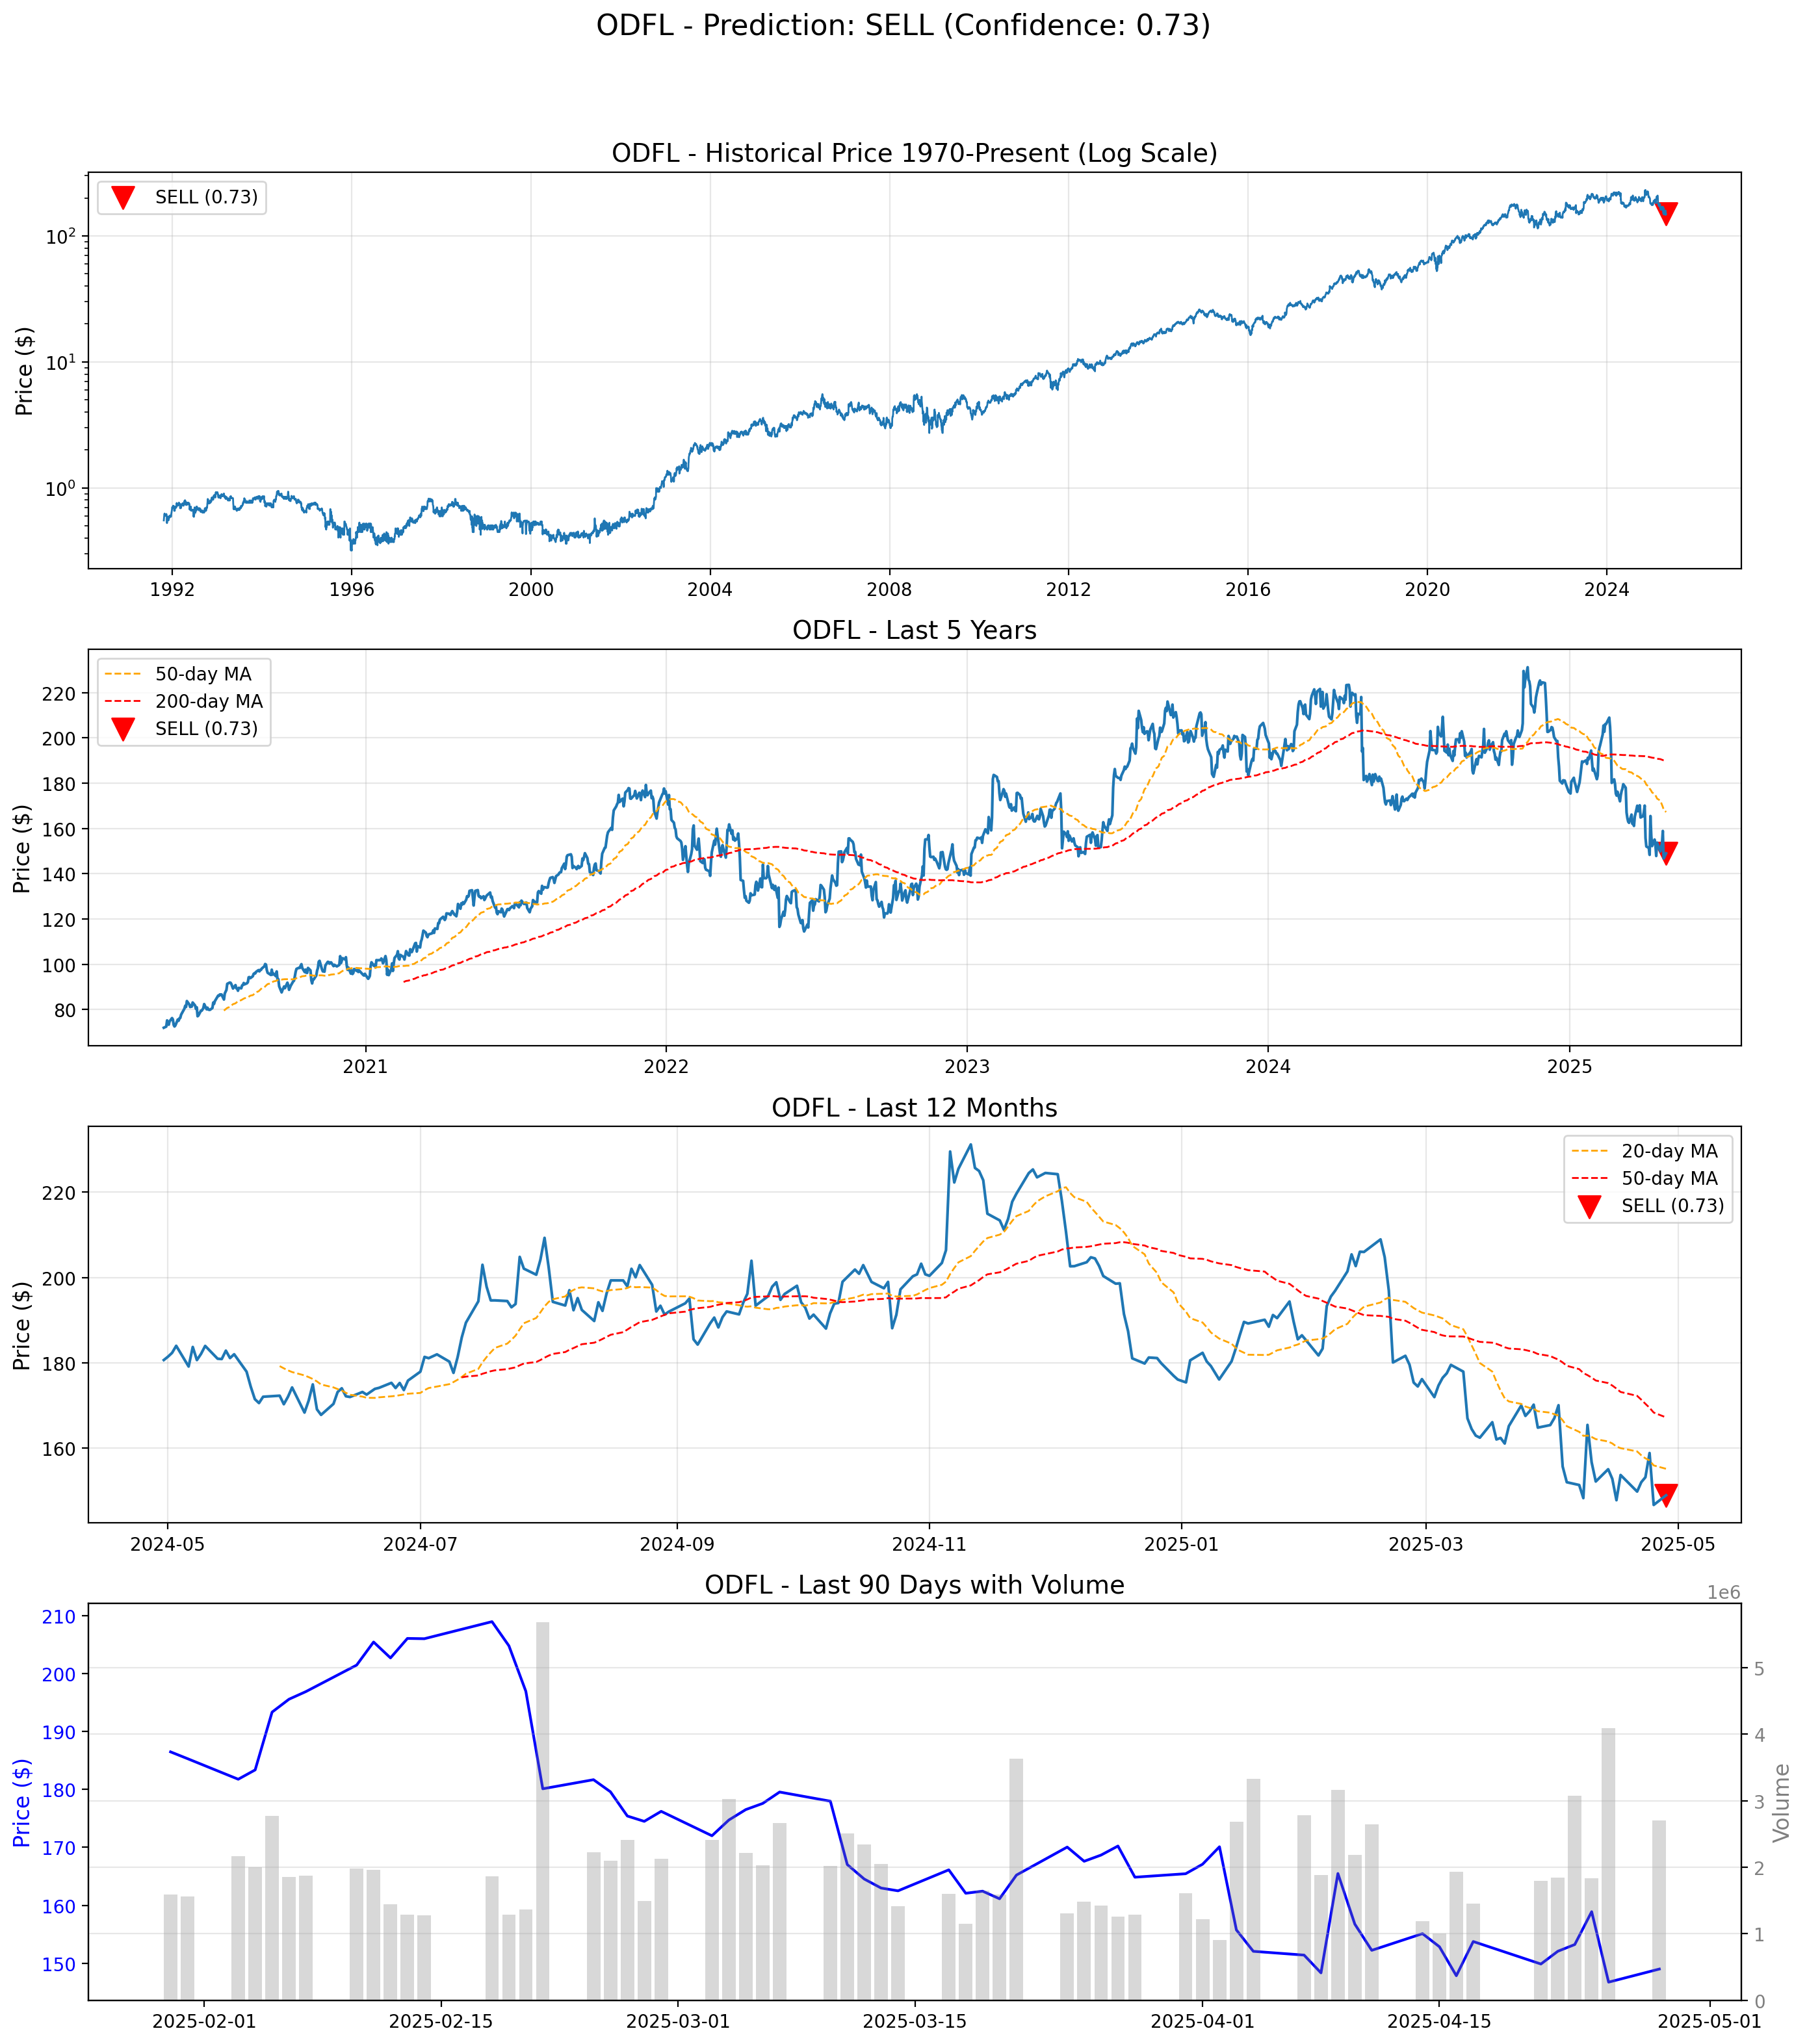 ODFL - Prediction: SELL (Confidence: 0.73)
ODFL - Historical Price 1970-Present (Log Scale)
SELL (0.73)
Price ($)
10²
10¹
10⁰
1992 1996 2000 2004 2008 2012 2016 2020 2024
ODFL - Last 5 Years
50-day MA
200-day MA
SELL (0.73)
Price ($)
220
200
180
160
140
120
100
80
2021 2022 2023 2024 2025
ODFL - Last 12 Months
20-day MA
50-day MA
SELL (0.73)
Price ($)
220
200
180
160
2024-05 2024-07 2024-09 2024-11 2025-01 2025-03 2025-05
ODFL - Last 90 Days with Volume
1e6
Price ($)
210
200
190
180
170
160
150
5
4
3
2
1
0
Volume
2025-02-01 2025-02-15 2025-03-01 2025-03-15 2025-04-01 2025-04-15 2025-05-01